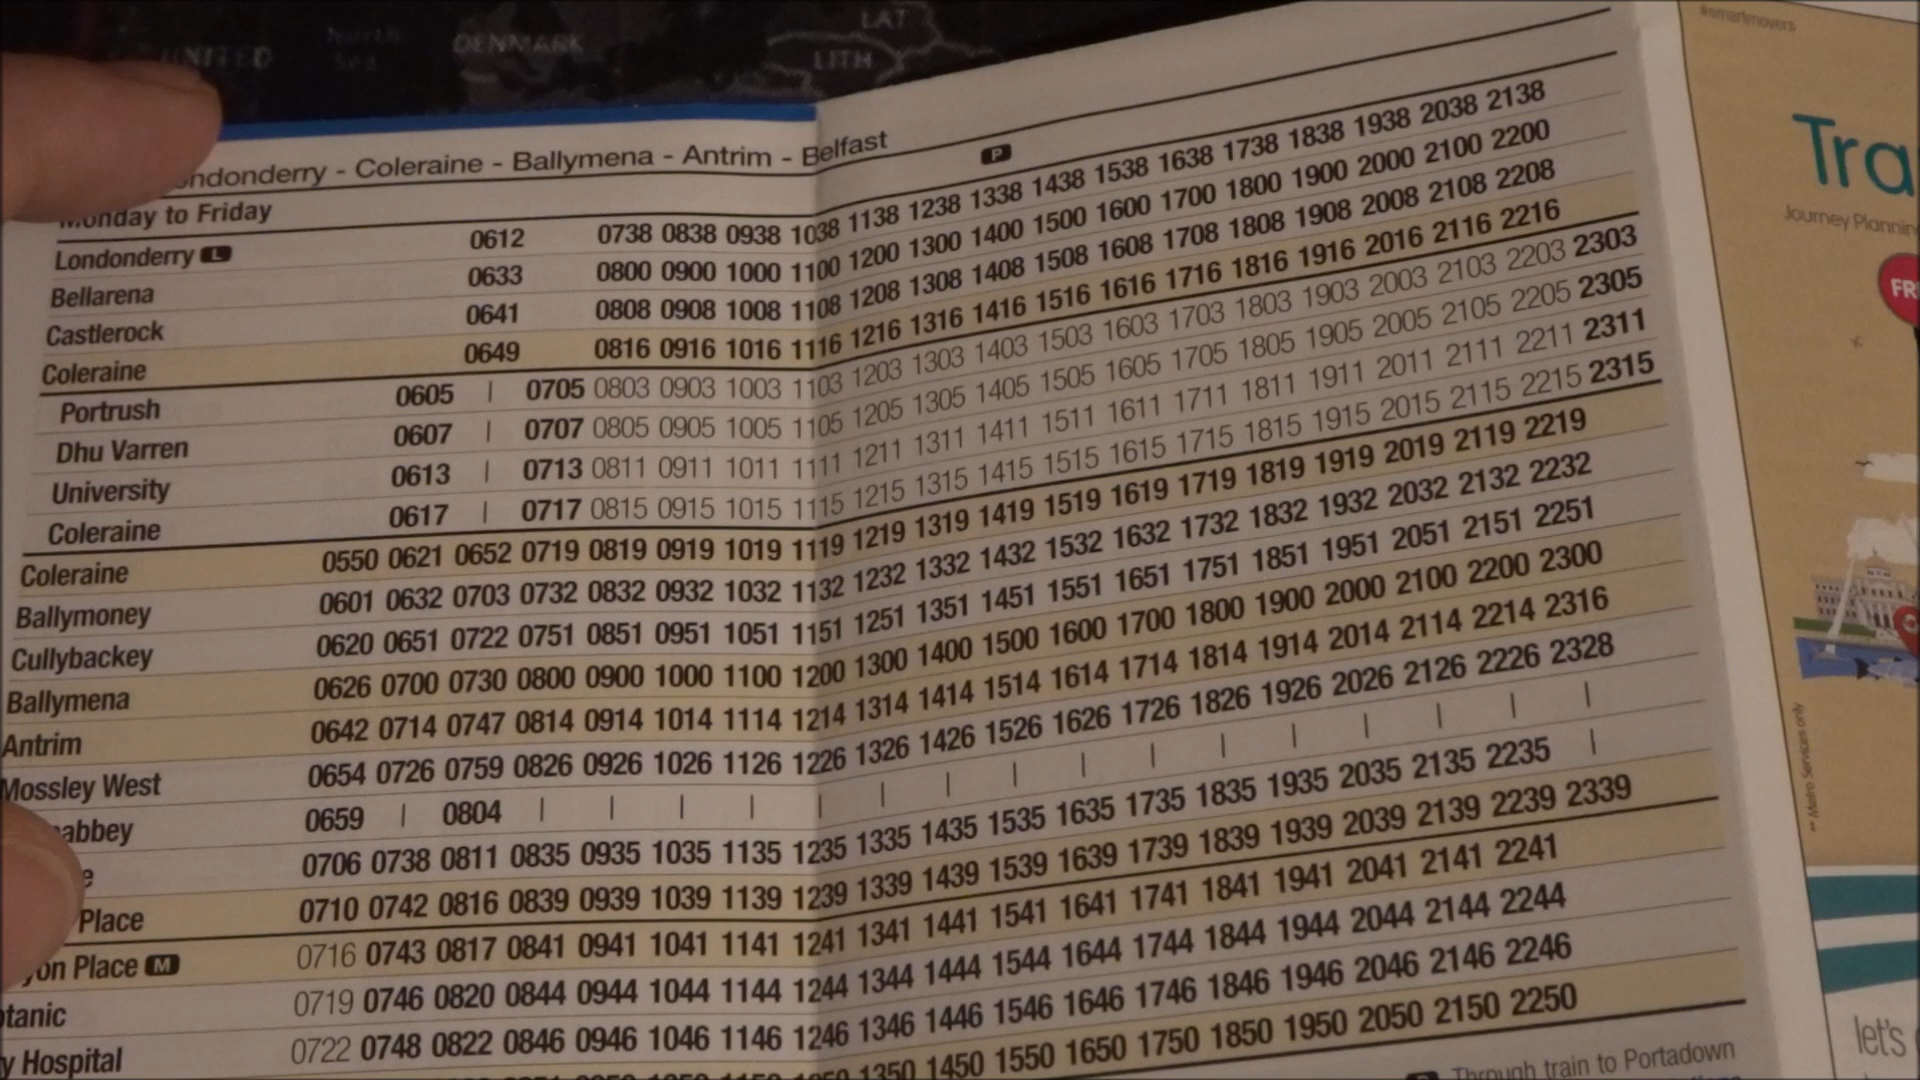 UNITED North Sea DENMARK LAT LITH
#smartmovers
ndonderry - Coleraine - Ballymena - Antrim - Belfast
Monday to Friday P
Londonderry L 0612 0738 0838 0938 1038 1138 1238 1338 1438 1538 1638 1738 1838 1938 2038 2138
Bellarena 0633 0800 0900 1000 1100 1200 1300 1400 1500 1600 1700 1800 1900 2000 2100 2200
Castlerock 0641 0808 0908 1008 1108 1208 1308 1408 1508 1608 1708 1808 1908 2008 2108 2208
Coleraine 0649 0816 0916 1016 1116 1216 1316 1416 1516 1616 1716 1816 1916 2016 2116 2216
Portrush 0605 | 0705 0803 0903 1003 1103 1203 1303 1403 1503 1603 1703 1803 1903 2003 2103 2203 2303
Dhu Varren 0607 | 0707 0805 0905 1005 1105 1205 1305 1405 1505 1605 1705 1805 1905 2005 2105 2205 2305
University 0613 | 0713 0811 0911 1011 1111 1211 1311 1411 1511 1611 1711 1811 1911 2011 2111 2211 2311
Coleraine 0617 | 0717 0815 0915 1015 1115 1215 1315 1415 1515 1615 1715 1815 1915 2015 2115 2215 2315
Coleraine 0550 0621 0652 0719 0819 0919 1019 1119 1219 1319 1419 1519 1619 1719 1819 1919 2019 2119 2219
Ballymoney 0601 0632 0703 0732 0832 0932 1032 1132 1232 1332 1432 1532 1632 1732 1832 1932 2032 2132 2232
Cullybackey 0620 0651 0722 0751 0851 0951 1051 1151 1251 1351 1451 1551 1651 1751 1851 1951 2051 2151 2251
Ballymena 0626 0700 0730 0800 0900 1000 1100 1200 1300 1400 1500 1600 1700 1800 1900 2000 2100 2200 2300
Antrim 0642 0714 0747 0814 0914 1014 1114 1214 1314 1414 1514 1614 1714 1814 1914 2014 2114 2214 2316
Mossley West 0654 0726 0759 0826 0926 1026 1126 1226 1326 1426 1526 1626 1726 1826 1926 2026 2126 2226 2328
abbey 0659 | 0804 | | | | | | | | | | | | | | | |
e 0706 0738 0811 0835 0935 1035 1135 1235 1335 1435 1535 1635 1735 1835 1935 2035 2135 2235 |
Place 0710 0742 0816 0839 0939 1039 1139 1239 1339 1439 1539 1639 1739 1839 1939 2039 2139 2239 2339
on Place M 0716 0743 0817 0841 0941 1041 1141 1241 1341 1441 1541 1641 1741 1841 1941 2041 2141 2241
tanic 0719 0746 0820 0844 0944 1044 1144 1244 1344 1444 1544 1644 1744 1844 1944 2044 2144 2244
y Hospital 0722 0748 0822 0846 0946 1046 1146 1246 1346 1446 1546 1646 1746 1846 1946 2046 2146 2246
1350 1450 1550 1650 1750 1850 1950 2050 2150 2250
Through train to Portadown
Tra
Journey Plannin
FR
** Metro Services only
let's